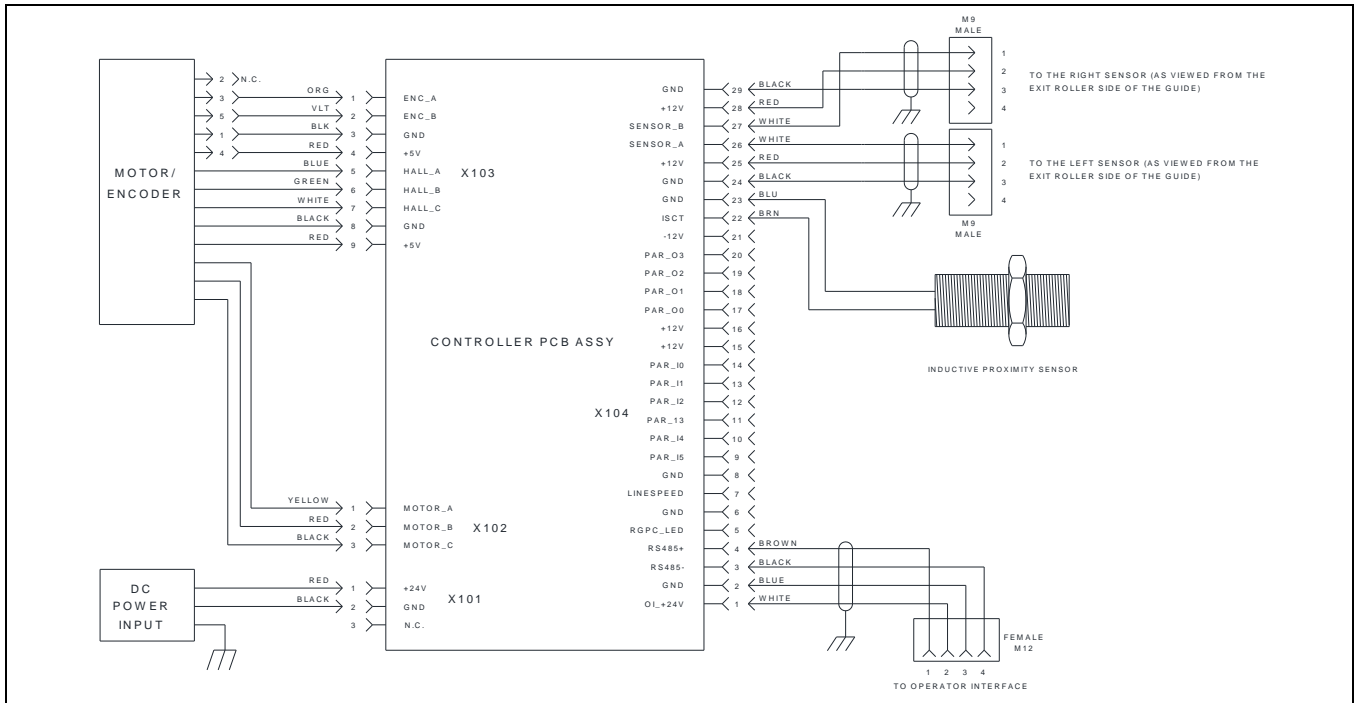 MOTOR/
ENCODER
2 N.C.
3
5
1
4
ORG 1 ENC_A
VLT 2 ENC_B
BLK 3 GND
RED 4 +5V
BLUE 5 HALL_A
GREEN 6 HALL_B
WHITE 7 HALL_C
BLACK 8 GND
RED 9 +5V
X103
YELLOW 1 MOTOR_A
RED 2 MOTOR_B
BLACK 3 MOTOR_C
X102
DC
POWER
INPUT
RED 1 +24V
BLACK 2 GND
3 N.C.
X101
CONTROLLER PCB ASSY
X104
GND 29 BLACK
+12V 28 RED
SENSOR_B 27 WHITE
SENSOR_A 26 WHITE
+12V 25 RED
GND 24 BLACK
GND 23 BLU
ISCT 22 BRN
-12V 21
PAR_O3 20
PAR_O2 19
PAR_O1 18
PAR_O0 17
+12V 16
+12V 15
PAR_I0 14
PAR_I1 13
PAR_I2 12
PAR_13 11
PAR_I4 10
PAR_I5 9
GND 8
LINESPEED 7
GND 6
RGPC_LED 5
RS485+ 4 BROWN
RS485- 3 BLACK
GND 2 BLUE
OI_+24V 1 WHITE
M9
MALE
1
2
3
4
TO THE RIGHT SENSOR (AS VIEWED FROM THE
EXIT ROLLER SIDE OF THE GUIDE)
1
2
3
4
TO THE LEFT SENSOR (AS VIEWED FROM THE
EXIT ROLLER SIDE OF THE GUIDE)
M9
MALE
INDUCTIVE PROXIMITY SENSOR
FEMALE
M12
1 2 3 4
TO OPERATOR INTERFACE